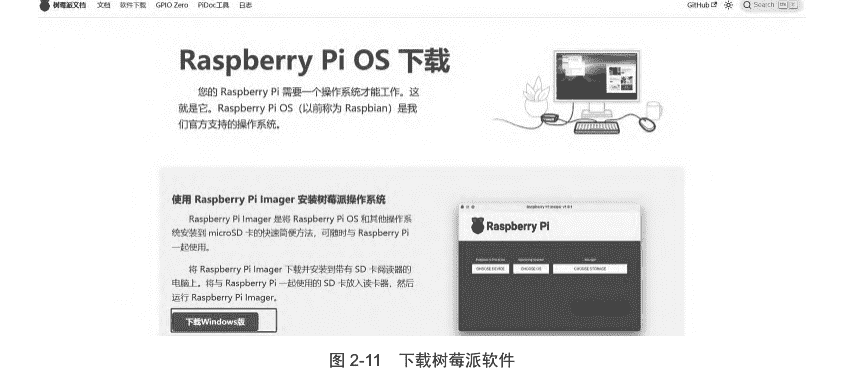 树莓派文档 文档 软件下载 GPIO Zero PiDoc工具 日志 GitHub Search
Raspberry Pi OS 下载
您的 Raspberry Pi 需要一个操作系统才能工作。这
就是它。Raspberry Pi OS（以前称为 Raspbian）是我
们官方支持的操作系统。
使用 Raspberry Pi Imager 安装树莓派操作系统
Raspberry Pi Imager 是将 Raspberry Pi OS 和其他操作系
统安装到 microSD 卡的快速简便方法，可随时与 Raspberry Pi
一起使用。
将 Raspberry Pi Imager 下载并安装到带有 SD 卡阅读器的
电脑上。将与 Raspberry Pi 一起使用的 SD 卡放入读卡器，然后
运行 Raspberry Pi Imager。
下载Windows版
Raspberry Pi
CHOOSE DEVICE CHOOSE OS CHOOSE STORAGE
图 2-11 下载树莓派软件